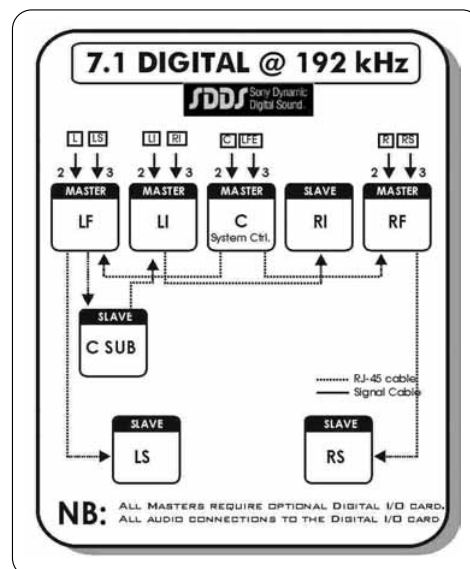 7.1 DIGITAL @ 192 kHz
SDDS Sony Dynamic
Digital Sound.
L LS LI RI C LFE R RS
2 3 2 3 2 3 2 3
MASTER MASTER MASTER SLAVE MASTER
LF LI C RI RF
System Ctrl.
SLAVE
C SUB
RJ-45 cable
Signal Cable
SLAVE SLAVE
LS RS
NB: ALL MASTERS REQUIRE OPTIONAL DIGITAL I/O CARD.
ALL AUDIO CONNECTIONS TO THE DIGITAL I/O CARD